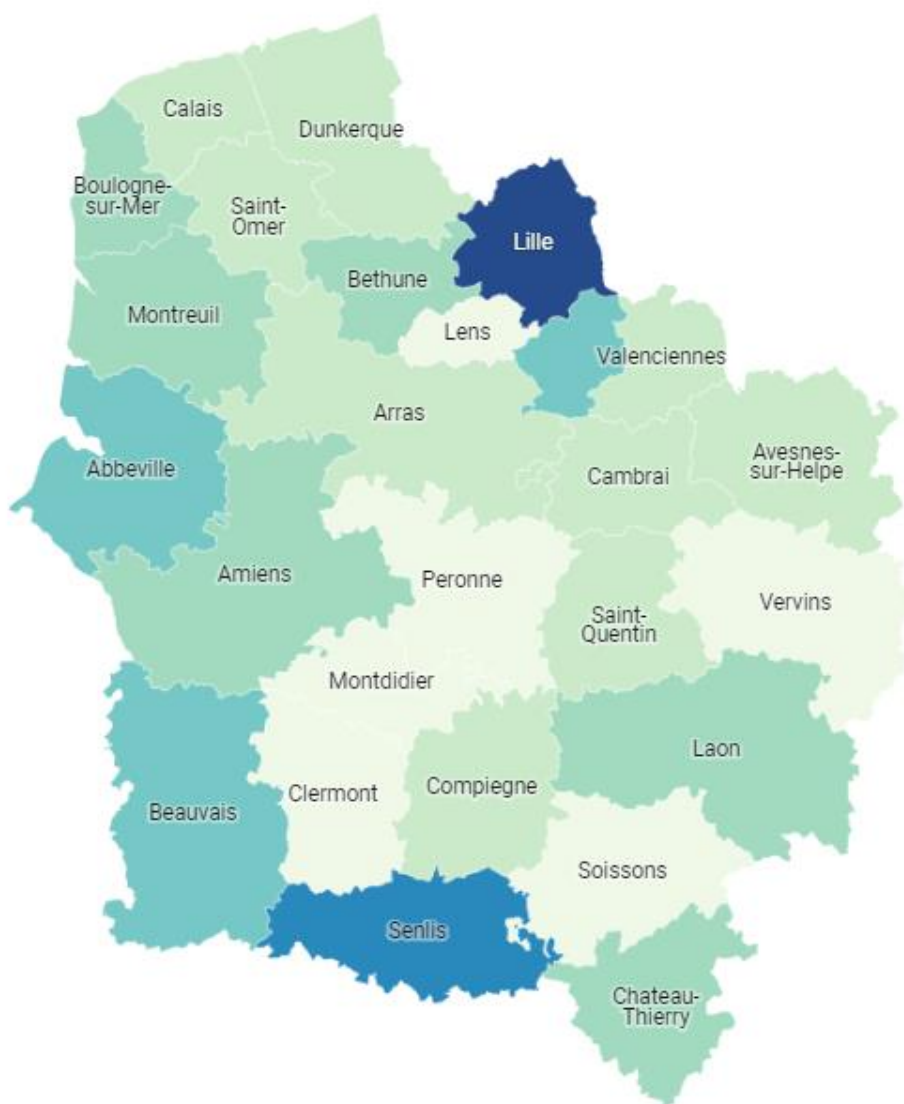 Calais
Dunkerque
Boulogne-
sur-Mer
Saint-
Omer
Lille
Bethune
Montreuil
Lens
Valenciennes
Arras
Abbeville
Avesnes-
sur-Helpe
Cambrai
Amiens
Peronne
Vervins
Saint-
Quentin
Montdidier
Laon
Clermont
Compiegne
Beauvais
Soissons
Senlis
Chateau-
Thierry